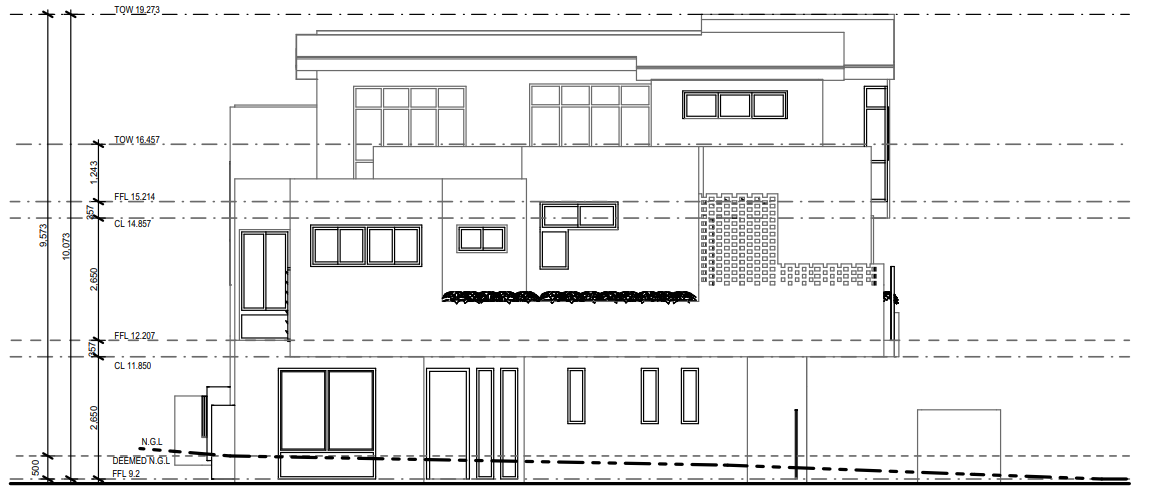 TOW 19.273
TOW 16.457
1,243
FFL 15.214
357
CL 14.857
9,573
10,073
2,650
FFL 12.207
357
CL 11.850
2,650
N.G.L
DEEMED N.G.L
500
FFL 9.2